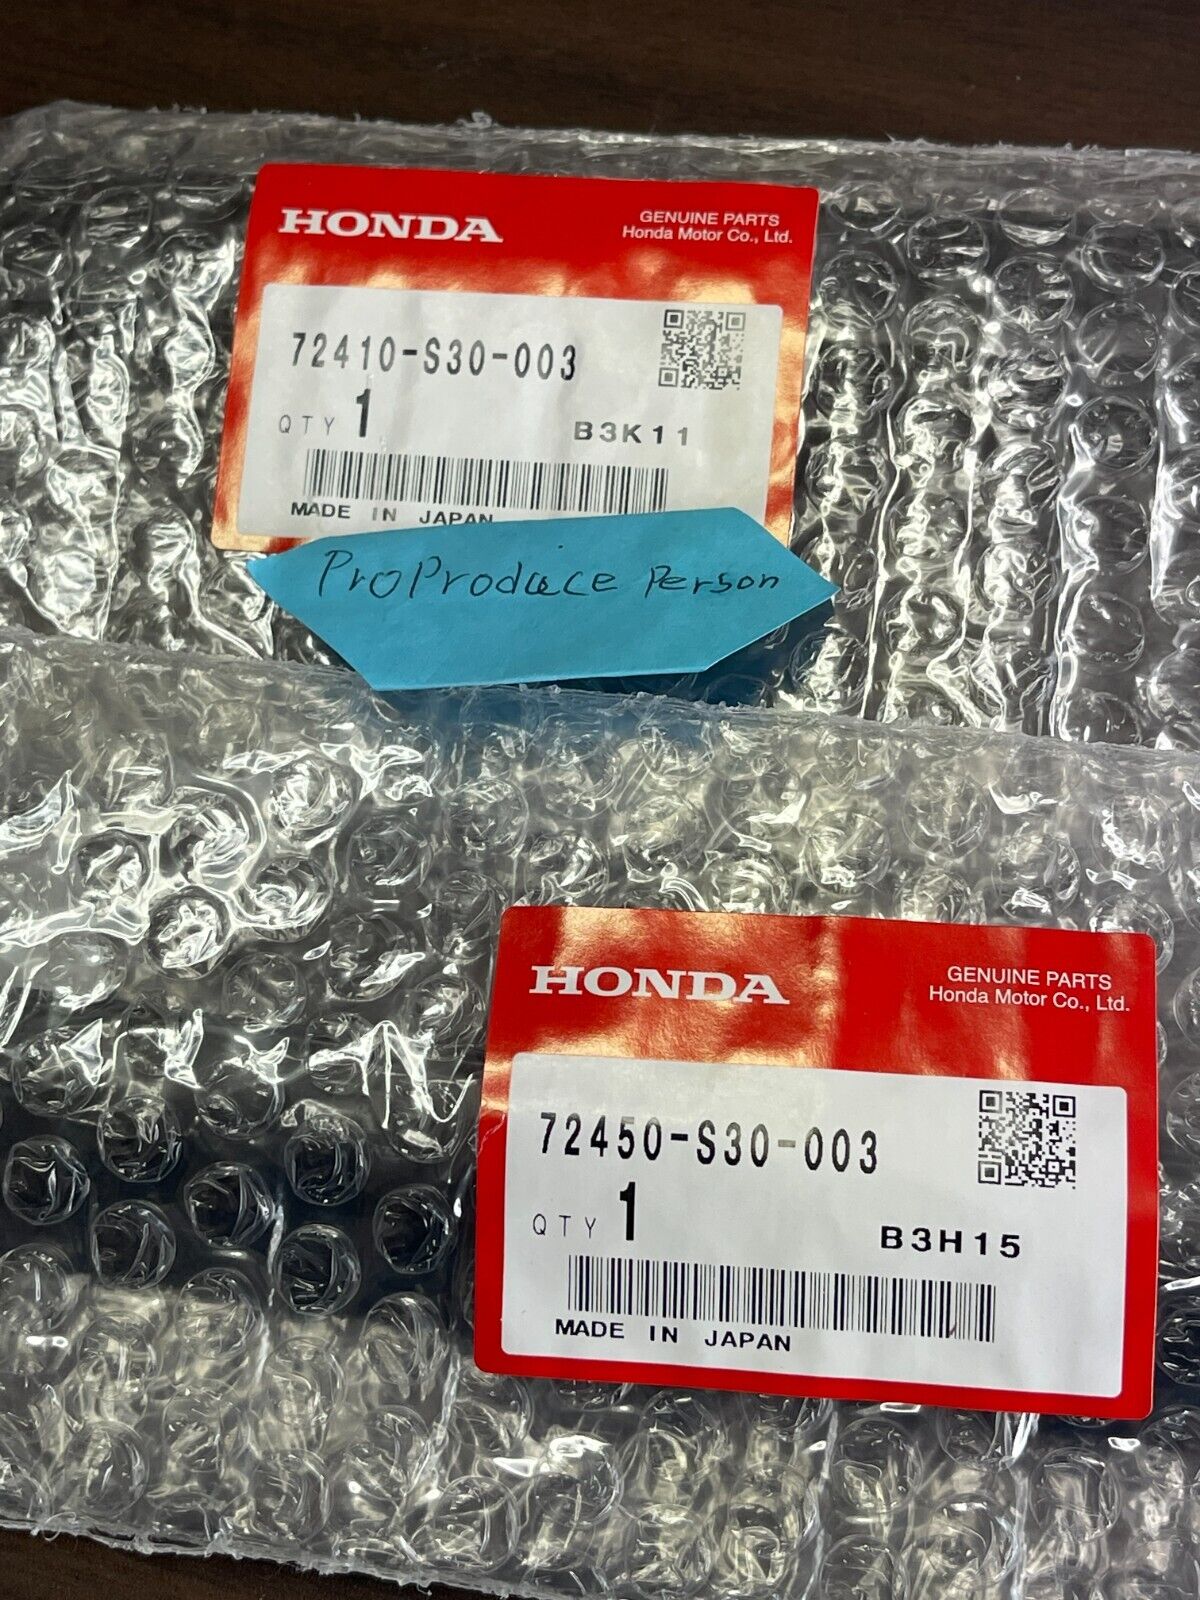 HONDA
GENUINE PARTS
Honda Motor Co., Ltd.
72410-S30-003
QTY 1
B3K11
MADE IN JAPAN
ProProduce Person
HONDA
GENUINE PARTS
Honda Motor Co., Ltd.
72450-S30-003
QTY 1
B3H15
MADE IN JAPAN